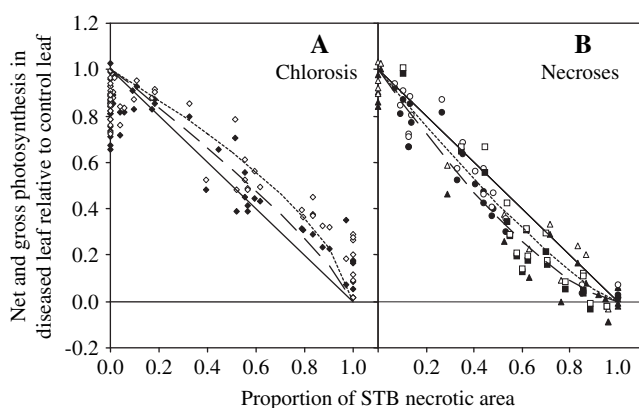 Net and gross photosynthesis in
diseased leaf relative to control leaf
1.2
1.0
0.8
0.6
0.4
0.2
0.0
-0.2
A
Chlorosis
B
Necroses
0.0 0.2 0.4 0.6 0.8 1.0
0.2 0.4 0.6 0.8 1.0
Proportion of STB necrotic area